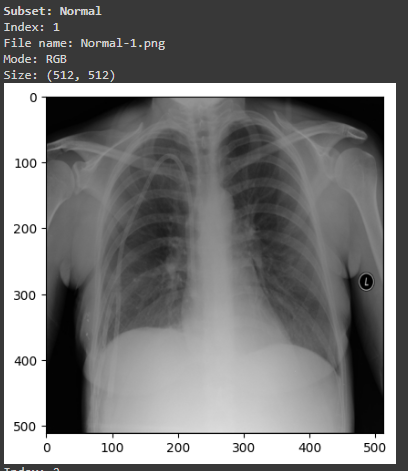 Subset: Normal
Index: 1
File name: Normal-1.png
Mode: RGB
Size: (512, 512)
0
100
200
300
400
500
L
0 100 200 300 400 500